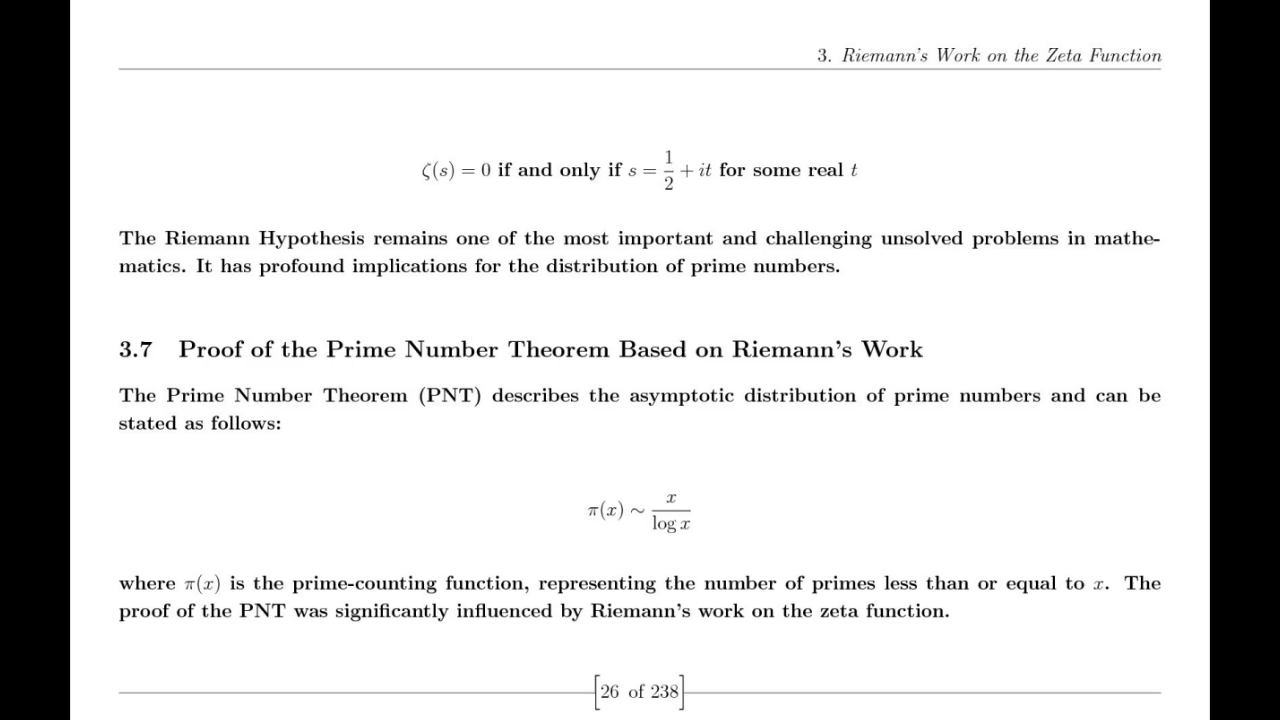 3. Riemann's Work on the Zeta Function
ζ(s) = 0 if and only if s = 1/2 + it for some real t
The Riemann Hypothesis remains one of the most important and challenging unsolved problems in mathe-
matics. It has profound implications for the distribution of prime numbers.
3.7 Proof of the Prime Number Theorem Based on Riemann's Work
The Prime Number Theorem (PNT) describes the asymptotic distribution of prime numbers and can be
stated as follows:
π(x) ∼ x/log x
where π(x) is the prime-counting function, representing the number of primes less than or equal to x. The
proof of the PNT was significantly influenced by Riemann's work on the zeta function.
[26 of 238]